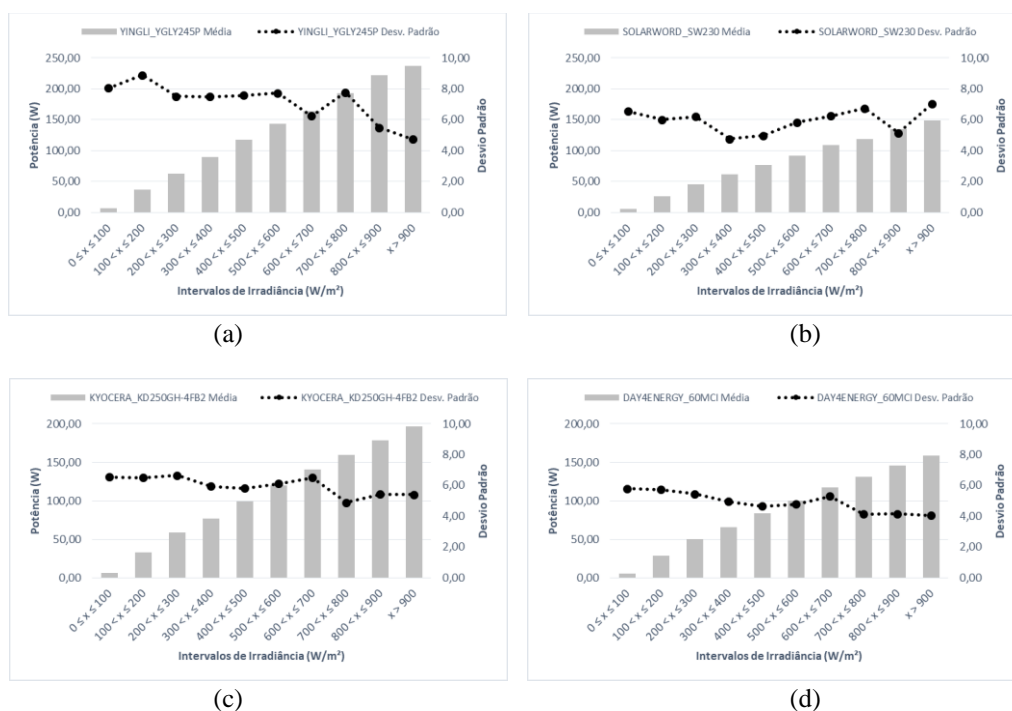 YINGLI_YGLY245P Média YINGLI_YGLY245P Desv. Padrão
250,00
200,00
150,00
100,00
50,00
0,00
Potência (W)
10,00
8,00
6,00
4,00
2,00
0,00
Desvio Padrão
0 ≤ x ≤ 100
100 < x ≤ 200
200 < x ≤ 300
300 < x ≤ 400
400 < x ≤ 500
500 < x ≤ 600
600 < x ≤ 700
700 < x ≤ 800
800 < x ≤ 900
x > 900
Intervalos de Irradiância (W/m²)
(a)
SOLARWORD_SW230 Média SOLARWORD_SW230 Desv. Padrão
250,00
200,00
150,00
100,00
50,00
0,00
Potência (W)
10,00
8,00
6,00
4,00
2,00
0,00
Desvio Padrão
0 ≤ x ≤ 100
100 < x ≤ 200
200 < x ≤ 300
300 < x ≤ 400
400 < x ≤ 500
500 < x ≤ 600
600 < x ≤ 700
700 < x ≤ 800
800 < x ≤ 900
x > 900
Intervalos de Irradiância (W/m²)
(b)
KYOCERA_KD250GH-4FB2 Média KYOCERA_KD250GH-4FB2 Desv. Padrão
200,00
150,00
100,00
50,00
0,00
Potência (W)
10,00
8,00
6,00
4,00
2,00
0,00
Desvio Padrão
0 ≤ x ≤ 100
100 < x ≤ 200
200 < x ≤ 300
300 < x ≤ 400
400 < x ≤ 500
500 < x ≤ 600
600 < x ≤ 700
700 < x ≤ 800
800 < x ≤ 900
x > 900
Intervalos de Irradiância (W/m²)
(c)
DAY4ENERGY_60MCI Média DAY4ENERGY_60MCI Desv. Padrão
200,00
150,00
100,00
50,00
0,00
Potência (W)
10,00
8,00
6,00
4,00
2,00
0,00
Desvio Padrão
0 ≤ x ≤ 100
100 < x ≤ 200
200 < x ≤ 300
300 < x ≤ 400
400 < x ≤ 500
500 < x ≤ 600
600 < x ≤ 700
700 < x ≤ 800
800 < x ≤ 900
x > 900
Intervalos de Irradiância (W/m²)
(d)